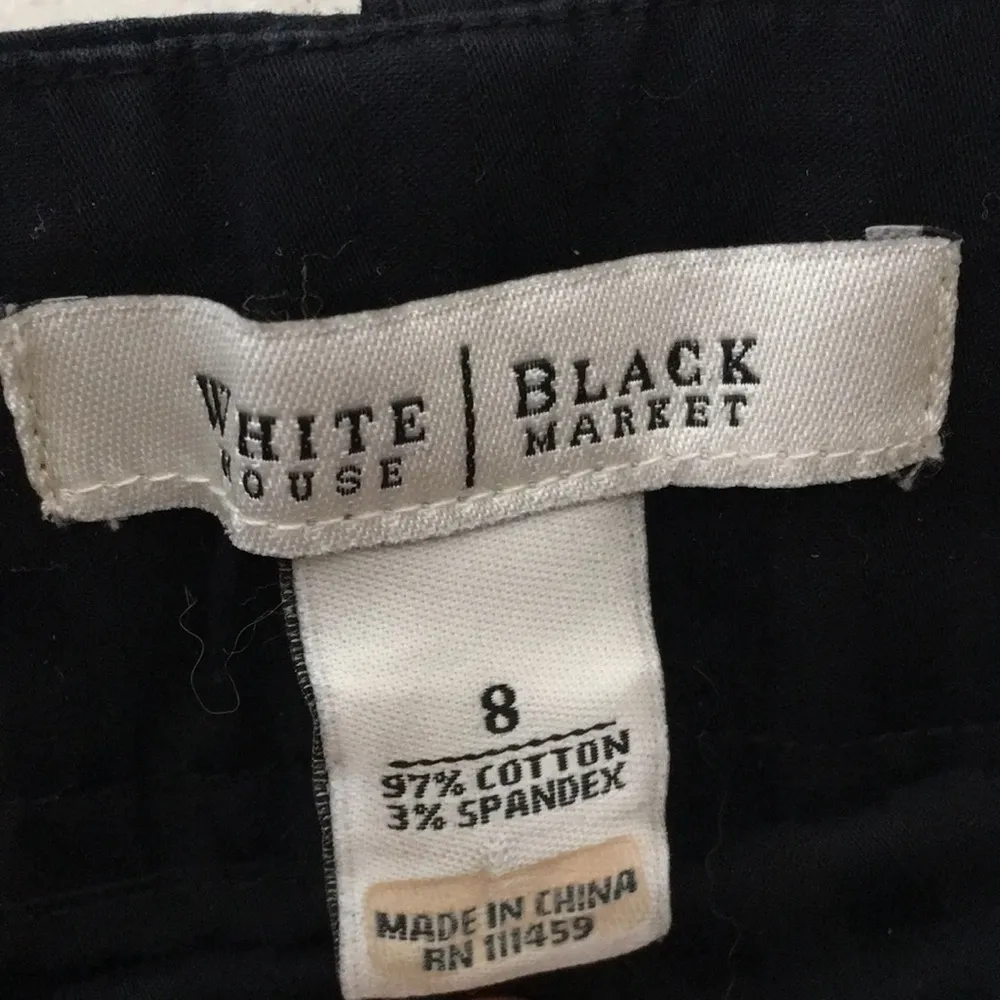 WHITE | BLACK
HOUSE MARKET
8
97% COTTON
3% SPANDEX
MADE IN CHINA
RN 111459